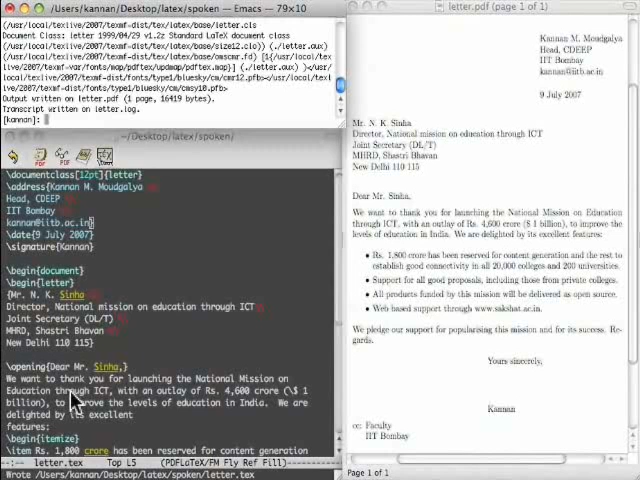 /Users/kannan/Desktop/latex/spoken — Emacs — 79×10
(/usr/local/texlive/2007/texmf-dist/tex/latex/base/letter.cls
Document Class: letter 1999/04/29 v1.2z Standard LaTeX document class
(/usr/local/texlive/2007/texmf-dist/tex/latex/base/size12.clo)) (./letter.aux)
(/usr/local/texlive/2007/texmf-dist/tex/latex/base/omscmr.fd) [1{/usr/local/tex
live/2007/texmf-var/fonts/map/pdftex/updmap/pdftex.map}] (./letter.aux) )</usr/
local/texlive/2007/texmf-dist/fonts/type1/bluesky/cm/cmr12.pfb></usr/local/texl
ive/2007/texmf-dist/fonts/type1/bluesky/cm/cmsy10.pfb>
Output written on letter.pdf (1 page, 16419 bytes).
Transcript written on letter.log.
[kannan]:
~/Desktop/latex/spoken/
\documentclass[12pt]{letter}
\address{Kannan M. Moudgalya \\
Head, CDEEP \\
IIT Bombay \\
kannan@iitb.ac.in}
\date{9 July 2007}
\signature{Kannan}
\begin{document}
\begin{letter}
{Mr. N. K. Sinha \\
Director, National mission on education through ICT\\
Joint Secretary (DL/T) \\
MHRD, Shastri Bhavan \\
New Delhi 110 115}
\opening{Dear Mr. Sinha,}
We want to thank you for launching the National Mission on
Education through ICT, with an outlay of Rs. 4,600 crore (\$ 1
billion), to improve the levels of education in India. We are
delighted by its excellent
features:
\begin{itemize}
\item Rs. 1,800 crore has been reserved for content generation
letter.tex Top L5 (PDFLaTeX/FM Fly Ref Fill)
Wrote /Users/kannan/Desktop/latex/spoken/letter.tex
letter.pdf (page 1 of 1)
Kannan M. Moudgalya
Head, CDEEP
IIT Bombay
kannan@iitb.ac.in
9 July 2007
Mr. N. K. Sinha
Director, National mission on education through ICT
Joint Secretary (DL/T)
MHRD, Shastri Bhavan
New Delhi 110 115
Dear Mr. Sinha,
We want to thank you for launching the National Mission on Education
through ICT, with an outlay of Rs. 4,600 crore ($ 1 billion), to improve the
levels of education in India. We are delighted by its excellent features:
• Rs. 1,800 crore has been reserved for content generation and the rest to
establish good connectivity in all 20,000 colleges and 200 universities.
• Support for all good proposals, including those from private colleges.
• All products funded by this mission will be delivered as open source.
• Web based support through www.sakshat.ac.in.
We pledge our support for popularising this mission and for its success. Re-
gards.
Yours sincerely,
Kannan
cc: Faculty
IIT Bombay
Page 1 of 1